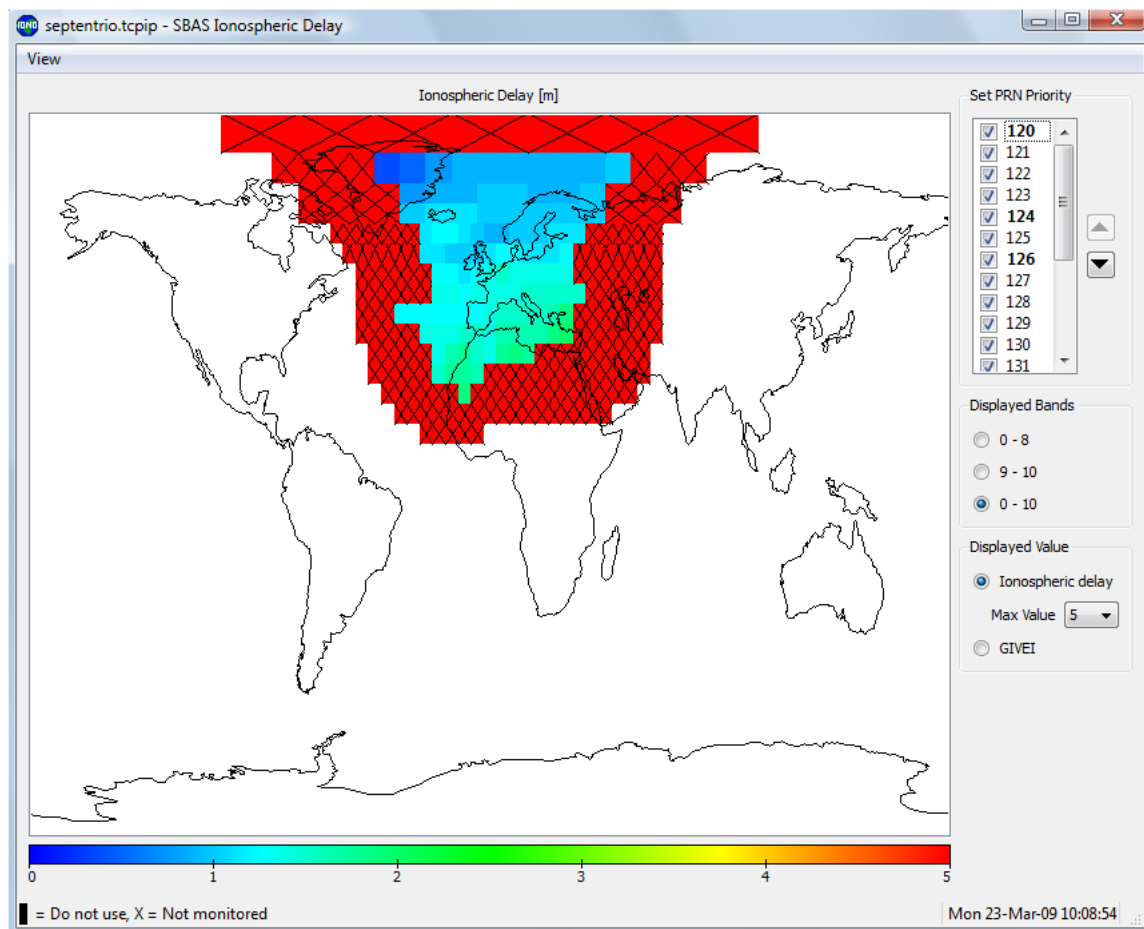 IONO septentrio.tcpip - SBAS Ionospheric Delay
View
Ionospheric Delay [m]
Set PRN Priority
120
121
122
123
124
125
126
127
128
129
130
131
Displayed Bands
0 - 8
9 - 10
0 - 10
Displayed Value
Ionospheric delay
Max Value 5
GIVEI
0 1 2 3 4 5
= Do not use, X = Not monitored
Mon 23-Mar-09 10:08:54